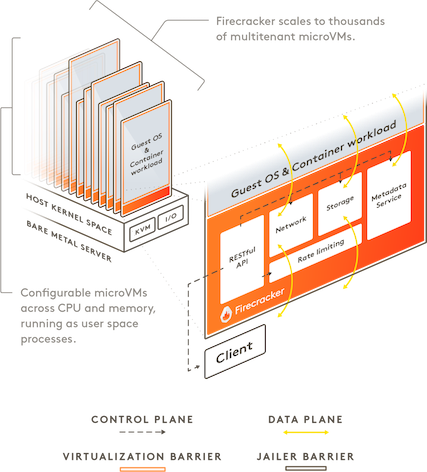 Firecracker scales to thousands
of multitenant microVMs.
Guest OS
&
Container
workload
HOST KERNEL SPACE
KVM
I/O
BARE METAL SERVER
Guest OS & Container workload
RESTful
API
Network
Storage
Metadata
Service
Rate limiting
Firecracker
Configurable microVMs
across CPU and memory,
running as user space
processes.
Client
CONTROL PLANE
DATA PLANE
VIRTUALIZATION BARRIER
JAILER BARRIER